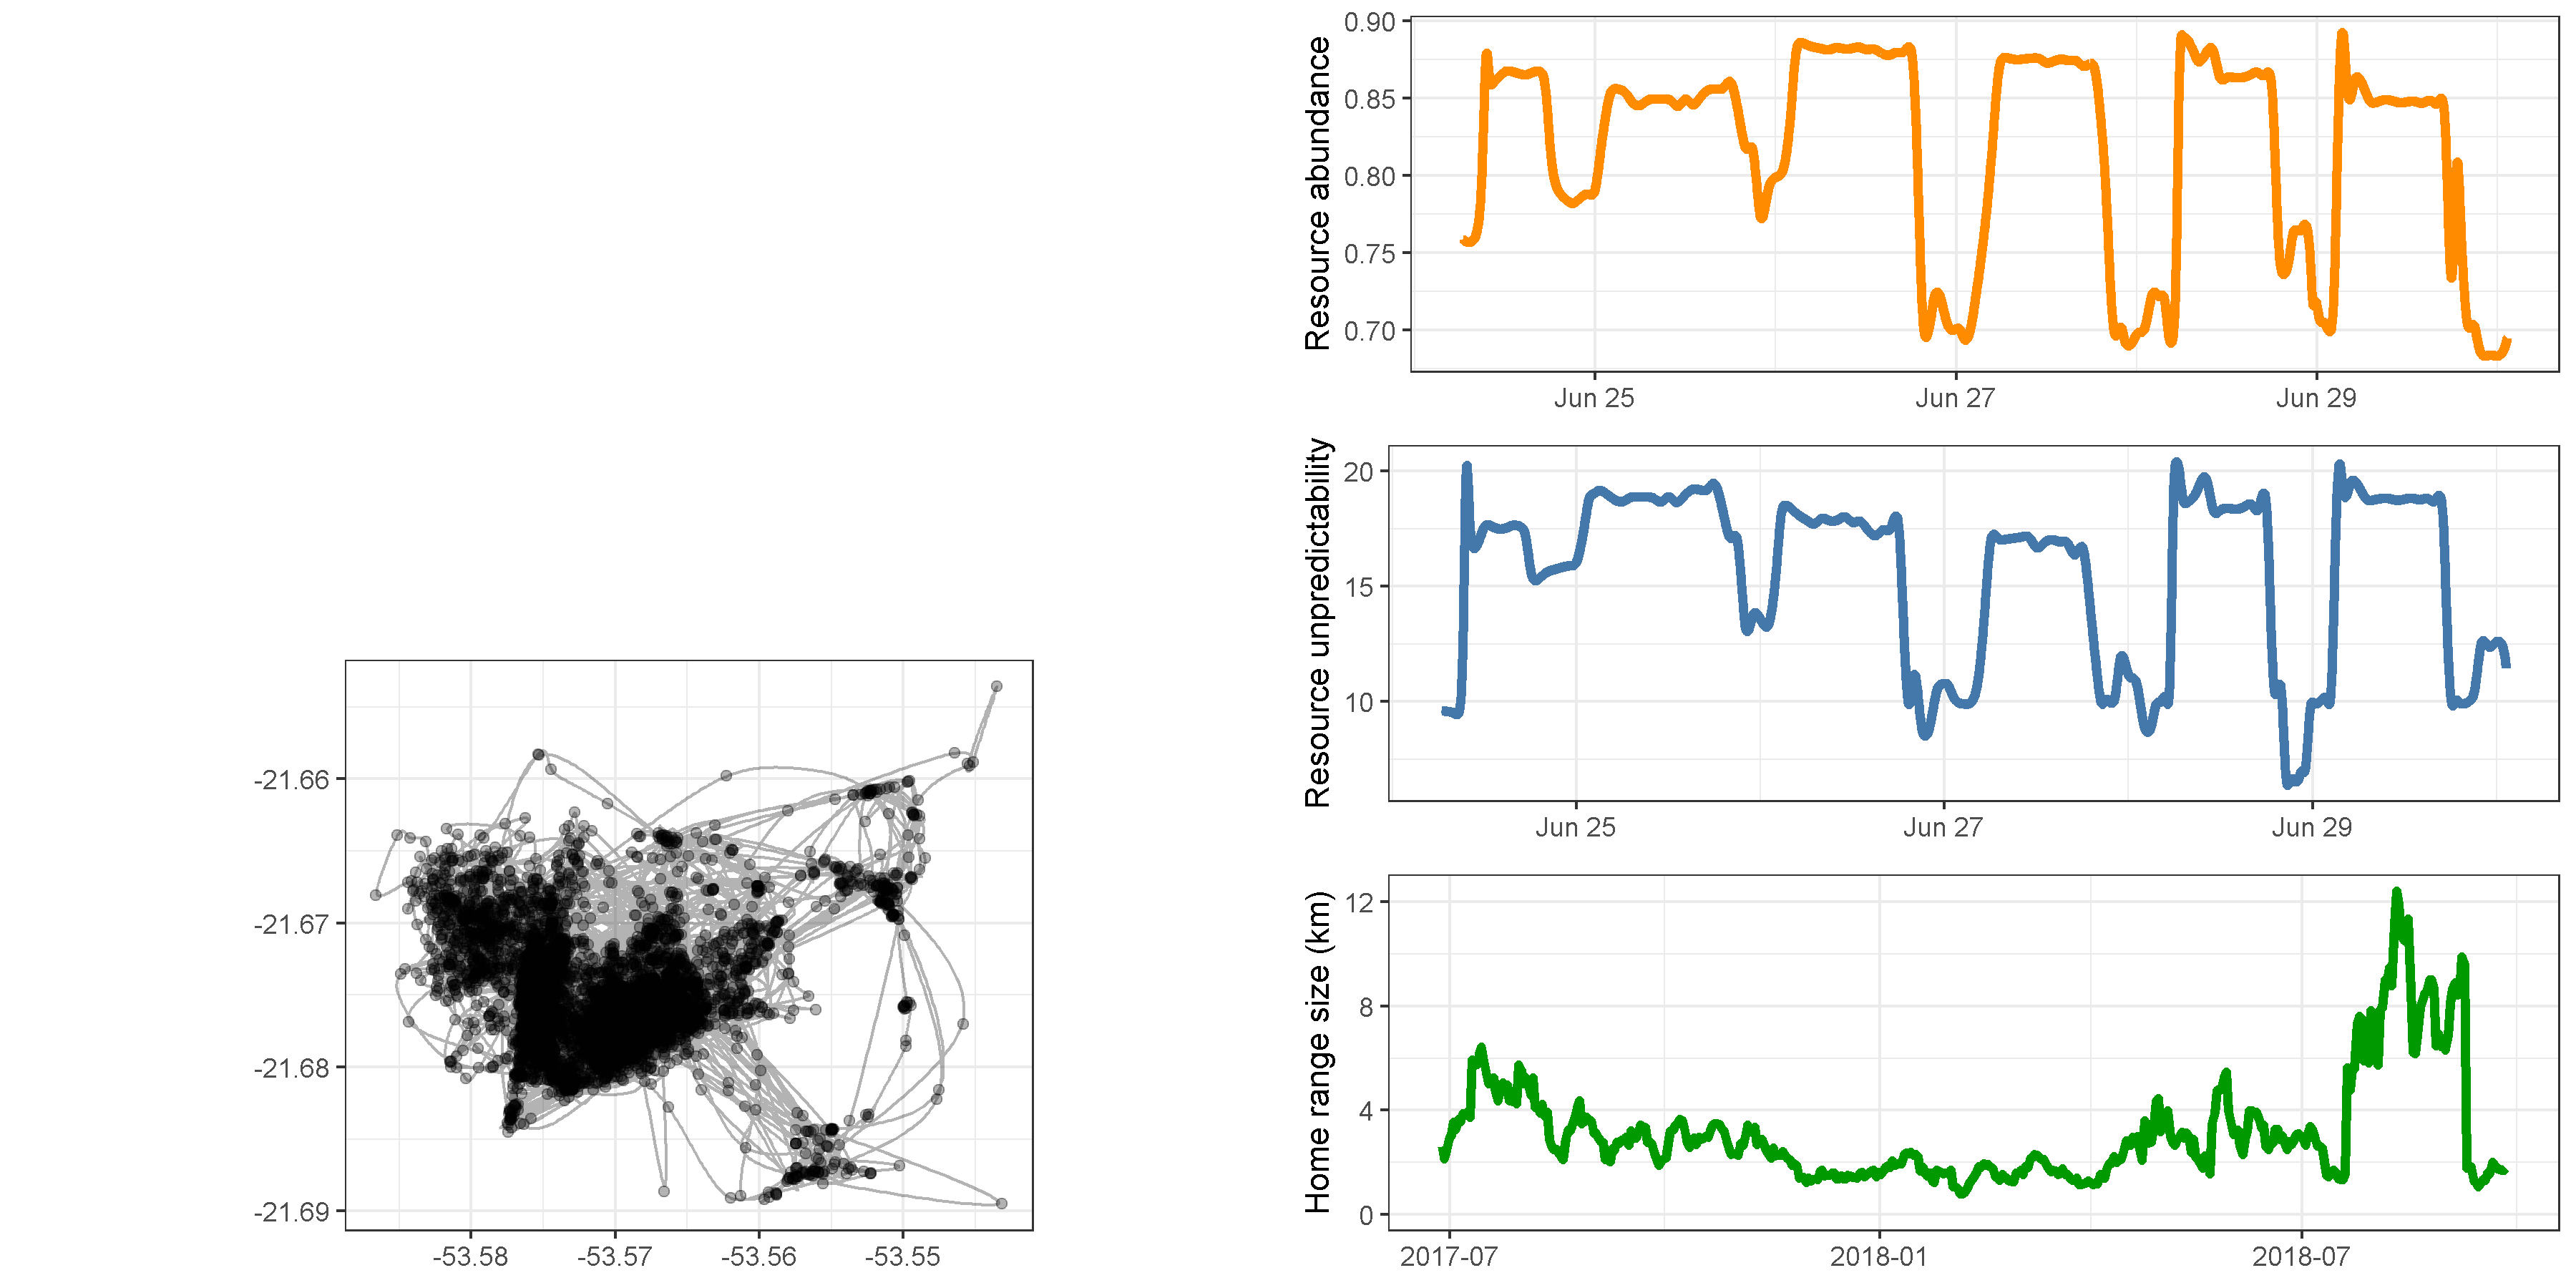 Resource abundance
0.90
0.85
0.80
0.75
0.70
Jun 25 Jun 27 Jun 29
Resource unpredictability
20
15
10
Jun 25 Jun 27 Jun 29
Home range size (km)
12
8
4
0
2017-07 2018-01 2018-07
-21.66
-21.67
-21.68
-21.69
-53.58 -53.57 -53.56 -53.55